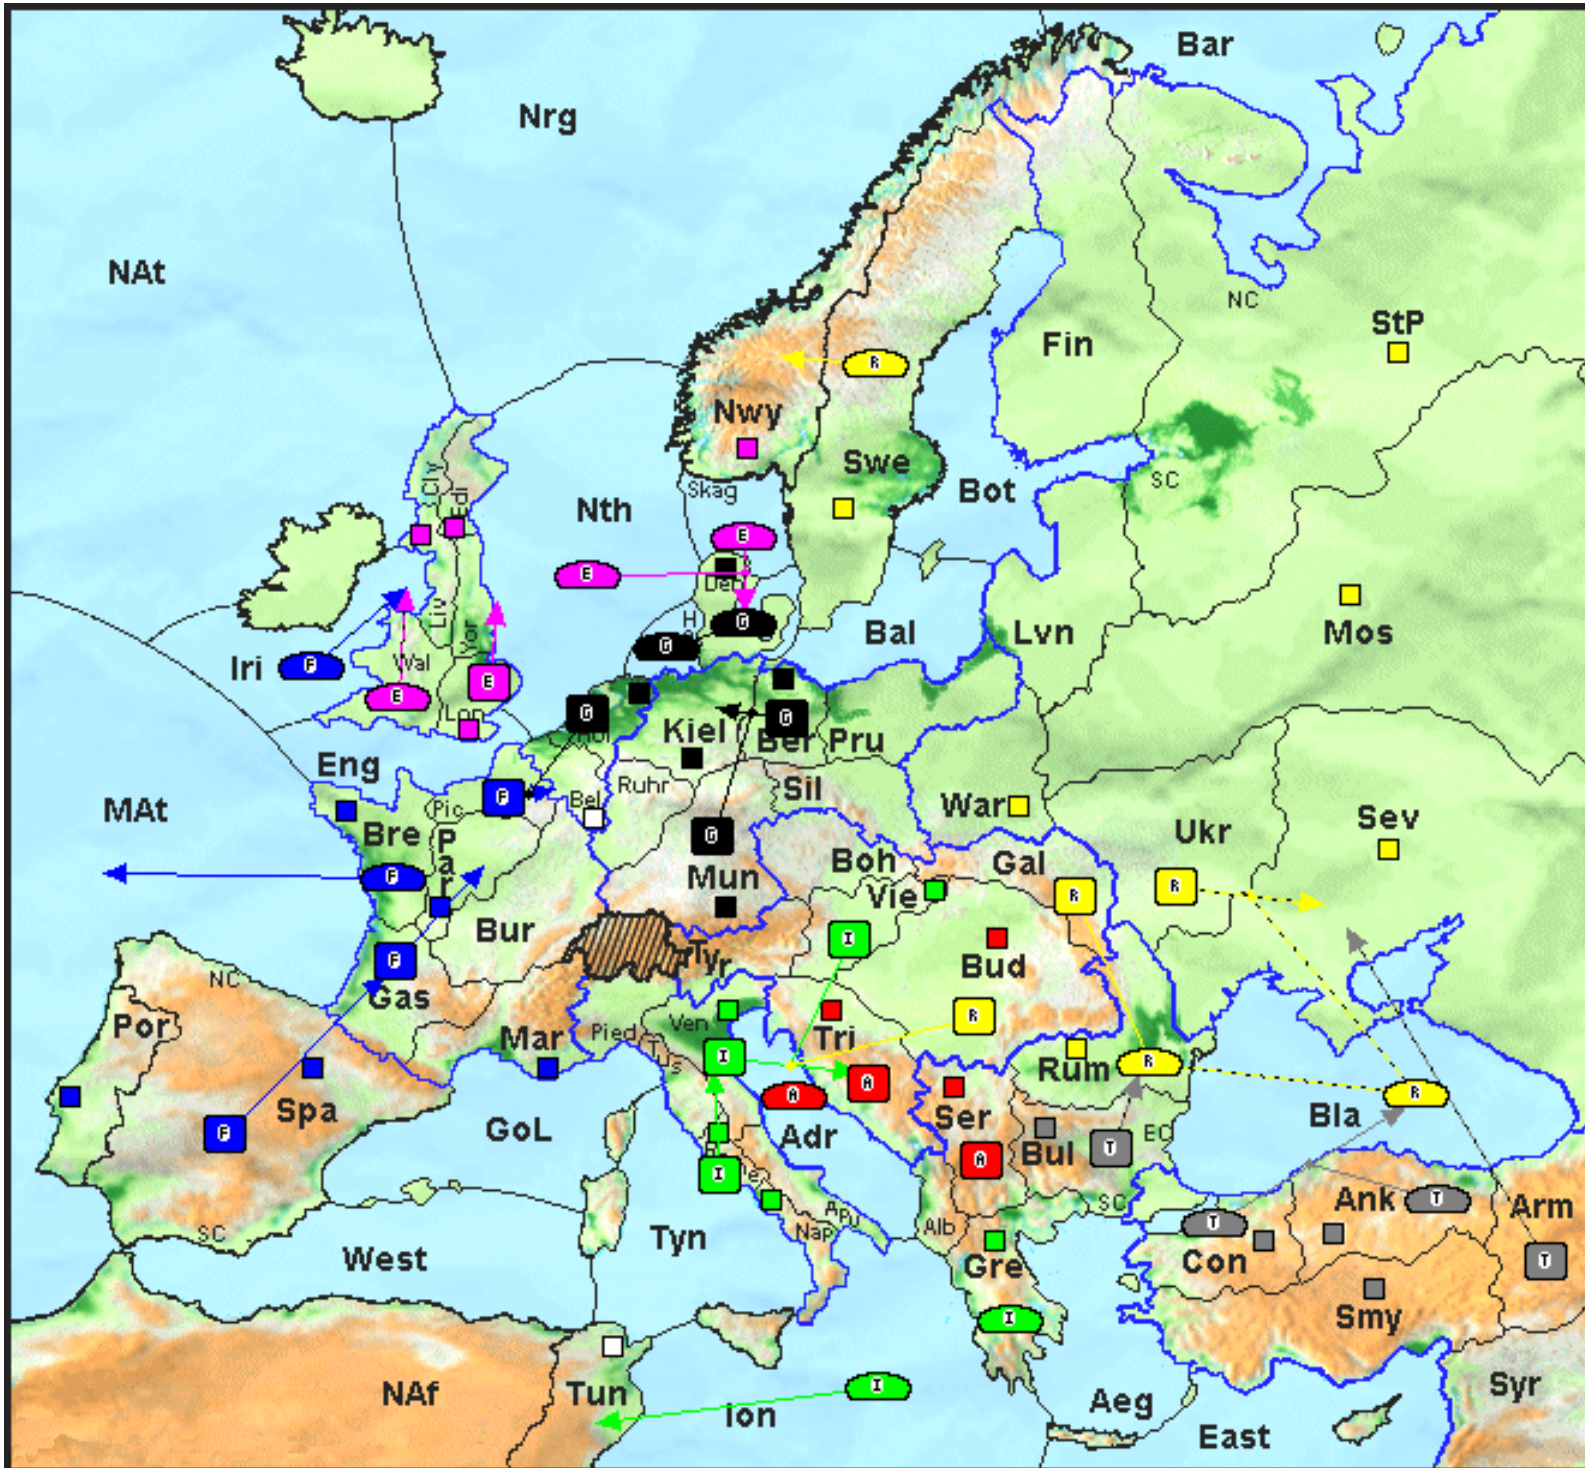 Bar
Nrg
NAt
NC
StP
Fin
Nwy
Cly
Edi
Swe
Skag
Bot
SC
Nth
E
R
E
Den
H
G
Liv
Yor
Bal
Lvn
Mos
Iri
F
Wal
E
E
G
Lon
G
Hol
G
Kiel
Ber
Pru
Eng
Ruhr
Sil
MAt
F
Pic
Bel
War
Ukr
Sev
Bre
Par
G
Boh
Gal
F
Mun
Vie
R
R
Bur
I
Bud
F
Tyr
NC
Gas
Por
Ven
Tri
R
Pied
Mar
Tus
I
Rum
R
A
A
R
Spa
GoL
Adr
Ser
Bla
F
Bul
T
EC
A
I
R
Ven
Apu
SC
Ank
T
Arm
SC
Tyn
Nap
Alb
T
West
Gre
Con
T
Smy
I
NAf
Tun
I
Ion
Aeg
Syr
East